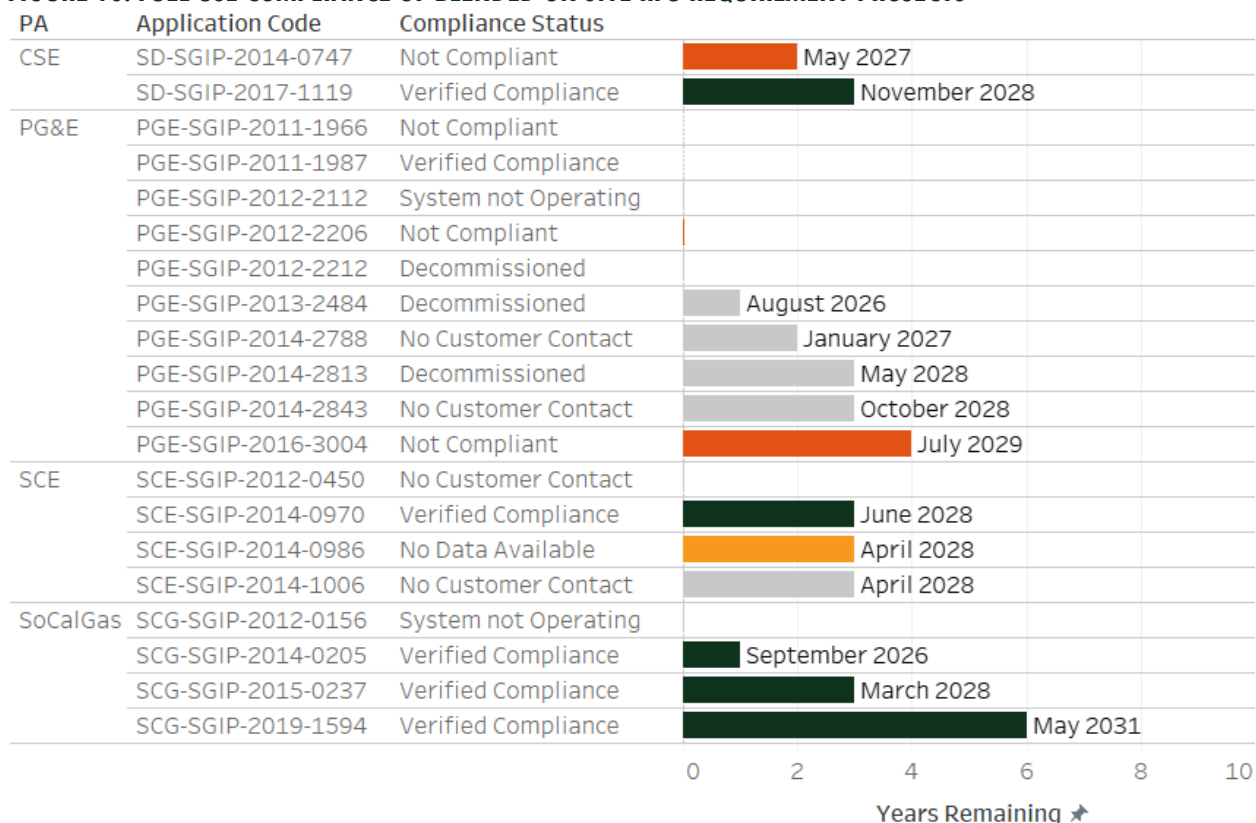 PA Application Code Compliance Status
CSE SD-SGIP-2014-0747 Not Compliant May 2027
SD-SGIP-2017-1119 Verified Compliance November 2028
PG&E PGE-SGIP-2011-1966 Not Compliant
PGE-SGIP-2011-1987 Verified Compliance
PGE-SGIP-2012-2112 System not Operating
PGE-SGIP-2012-2206 Not Compliant
PGE-SGIP-2012-2212 Decommissioned
PGE-SGIP-2013-2484 Decommissioned August 2026
PGE-SGIP-2014-2788 No Customer Contact January 2027
PGE-SGIP-2014-2813 Decommissioned May 2028
PGE-SGIP-2014-2843 No Customer Contact October 2028
PGE-SGIP-2016-3004 Not Compliant July 2029
SCE SCE-SGIP-2012-0450 No Customer Contact
SCE-SGIP-2014-0970 Verified Compliance June 2028
SCE-SGIP-2014-0986 No Data Available April 2028
SCE-SGIP-2014-1006 No Customer Contact April 2028
SoCalGas SCG-SGIP-2012-0156 System not Operating
SCG-SGIP-2014-0205 Verified Compliance September 2026
SCG-SGIP-2015-0237 Verified Compliance March 2028
SCG-SGIP-2019-1594 Verified Compliance May 2031
0 2 4 6 8 10
Years Remaining